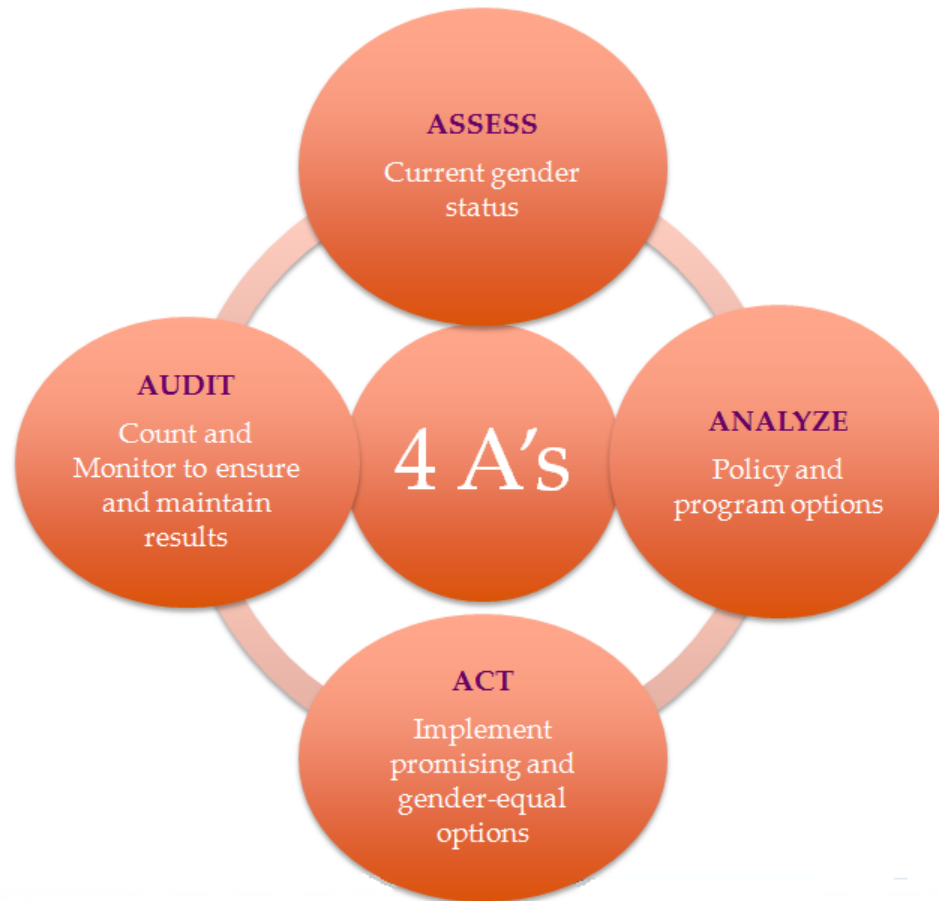 ASSESS
Current gender
status
AUDIT
Count and
Monitor to ensure
and maintain
results
4 A's
ANALYZE
Policy and
program options
ACT
Implement
promising and
gender-equal
options